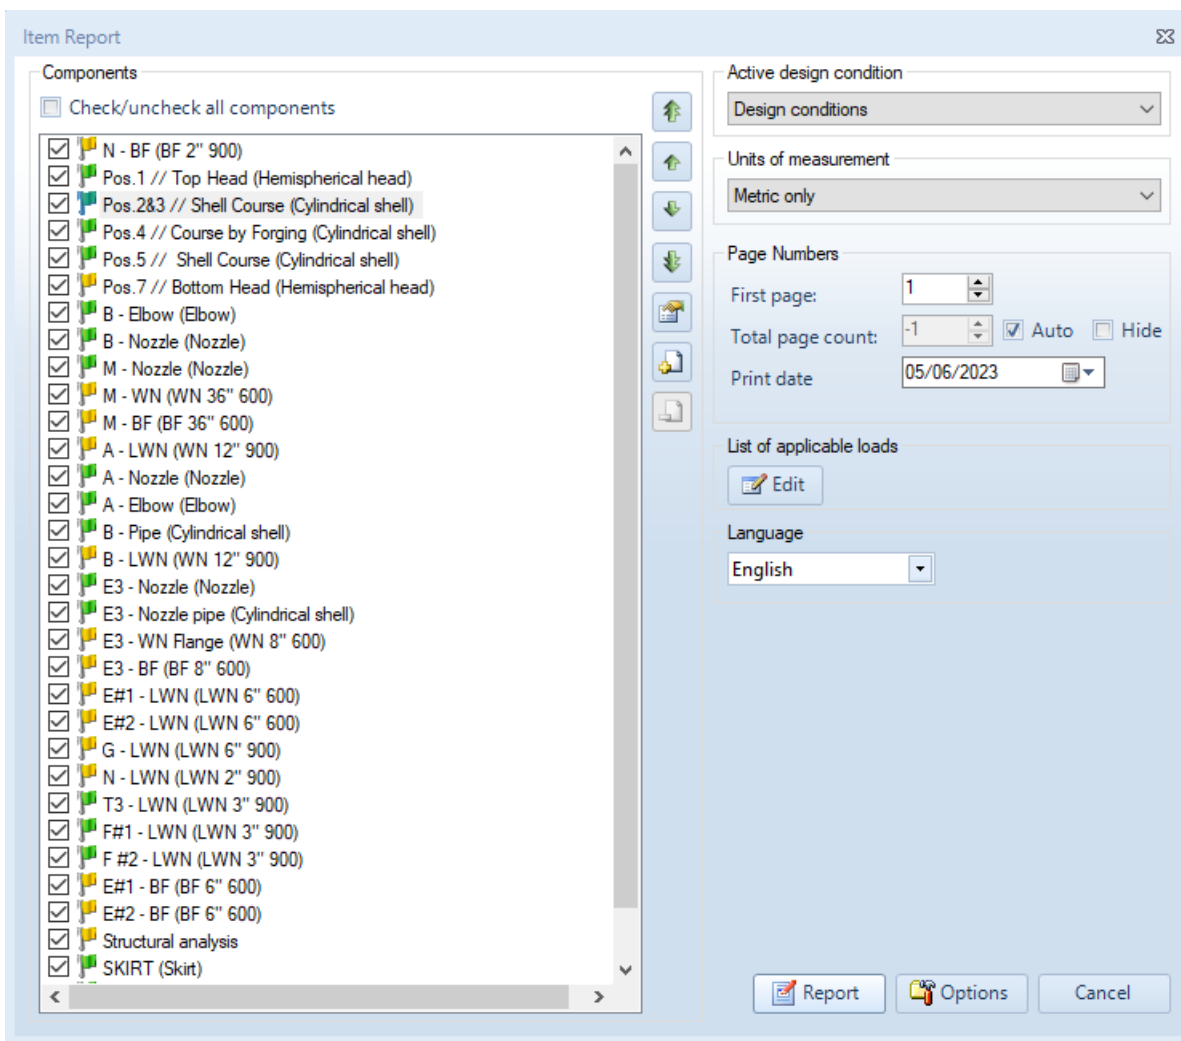 Item Report
Components
Check/uncheck all components
N - BF (BF 2" 900)
Pos.1 // Top Head (Hemispherical head)
Pos.2&3 // Shell Course (Cylindrical shell)
Pos.4 // Course by Forging (Cylindrical shell)
Pos.5 // Shell Course (Cylindrical shell)
Pos.7 // Bottom Head (Hemispherical head)
B - Elbow (Elbow)
B - Nozzle (Nozzle)
M - Nozzle (Nozzle)
M - WN (WN 36" 600)
M - BF (BF 36" 600)
A - LWN (WN 12" 900)
A - Nozzle (Nozzle)
A - Elbow (Elbow)
B - Pipe (Cylindrical shell)
B - LWN (WN 12" 900)
E3 - Nozzle (Nozzle)
E3 - Nozzle pipe (Cylindrical shell)
E3 - WN Flange (WN 8" 600)
E3 - BF (BF 8" 600)
E#1 - LWN (LWN 6" 600)
E#2 - LWN (LWN 6" 600)
G - LWN (LWN 6" 900)
N - LWN (LWN 2" 900)
T3 - LWN (LWN 3" 900)
F#1 - LWN (LWN 3" 900)
F #2 - LWN (LWN 3" 900)
E#1 - BF (BF 6" 600)
E#2 - BF (BF 6" 600)
Structural analysis
SKIRT (Skirt)
Active design condition
Design conditions
Units of measurement
Metric only
Page Numbers
First page: 1
Total page count: -1 Auto Hide
Print date 05/06/2023
List of applicable loads
Edit
Language
English
Report Options Cancel